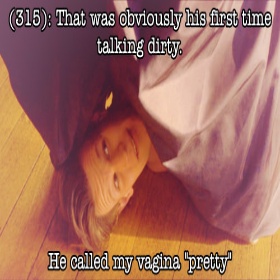 (315): That was obviously his first time
talking dirty.
He called my vagina "pretty"